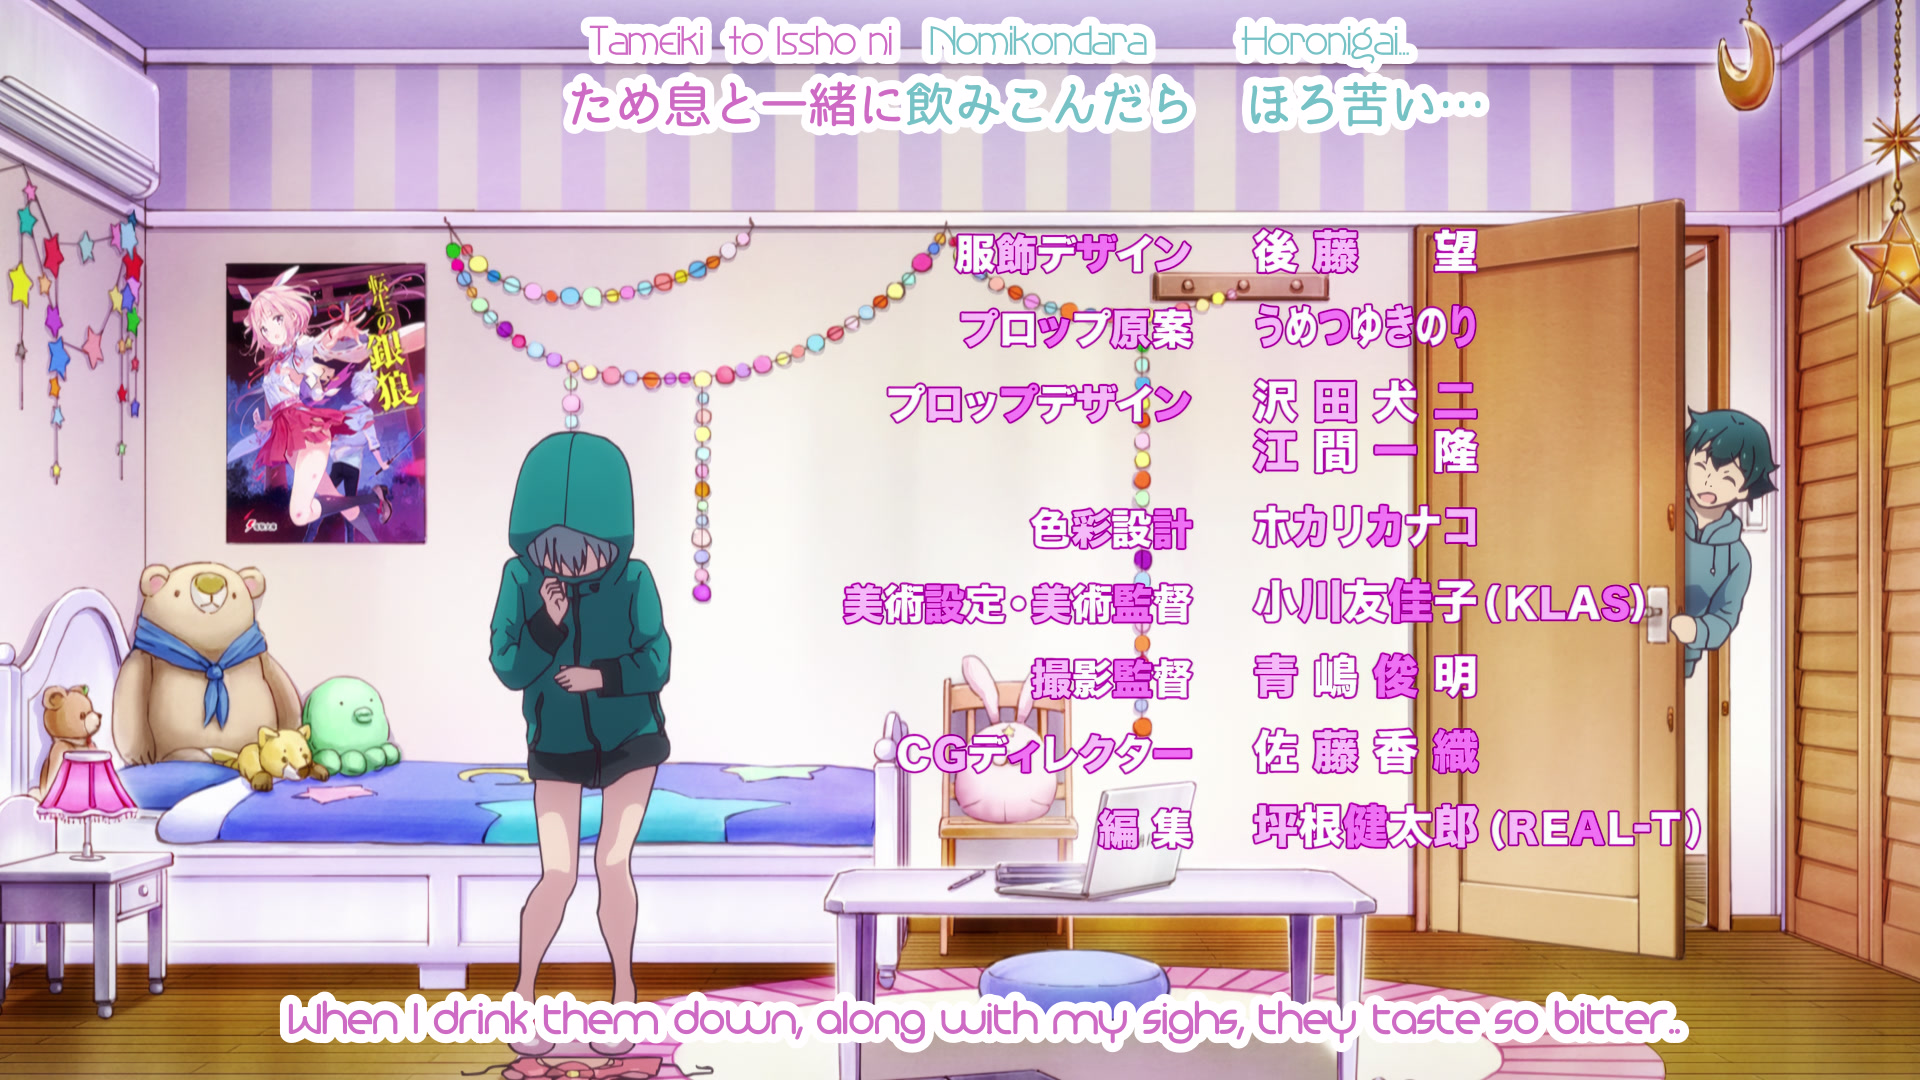 Tameiki to Issho ni Nomikondara Horonigai...
ため息と一緒に飲みこんだら ほろ苦い…
転生の銀狼
服飾デザイン 後藤 望
プロップ原案 うめつゆきのり
プロップデザイン 沢田犬二
江間一隆
色彩設計 ホカリカナコ
美術設定・美術監督 小川友佳子(KLAS)
撮影監督 青嶋俊明
CGディレクター 佐藤香織
編集 坪根健太郎(REAL-T)
When I drink them down, along with my sighs, they taste so bitter..